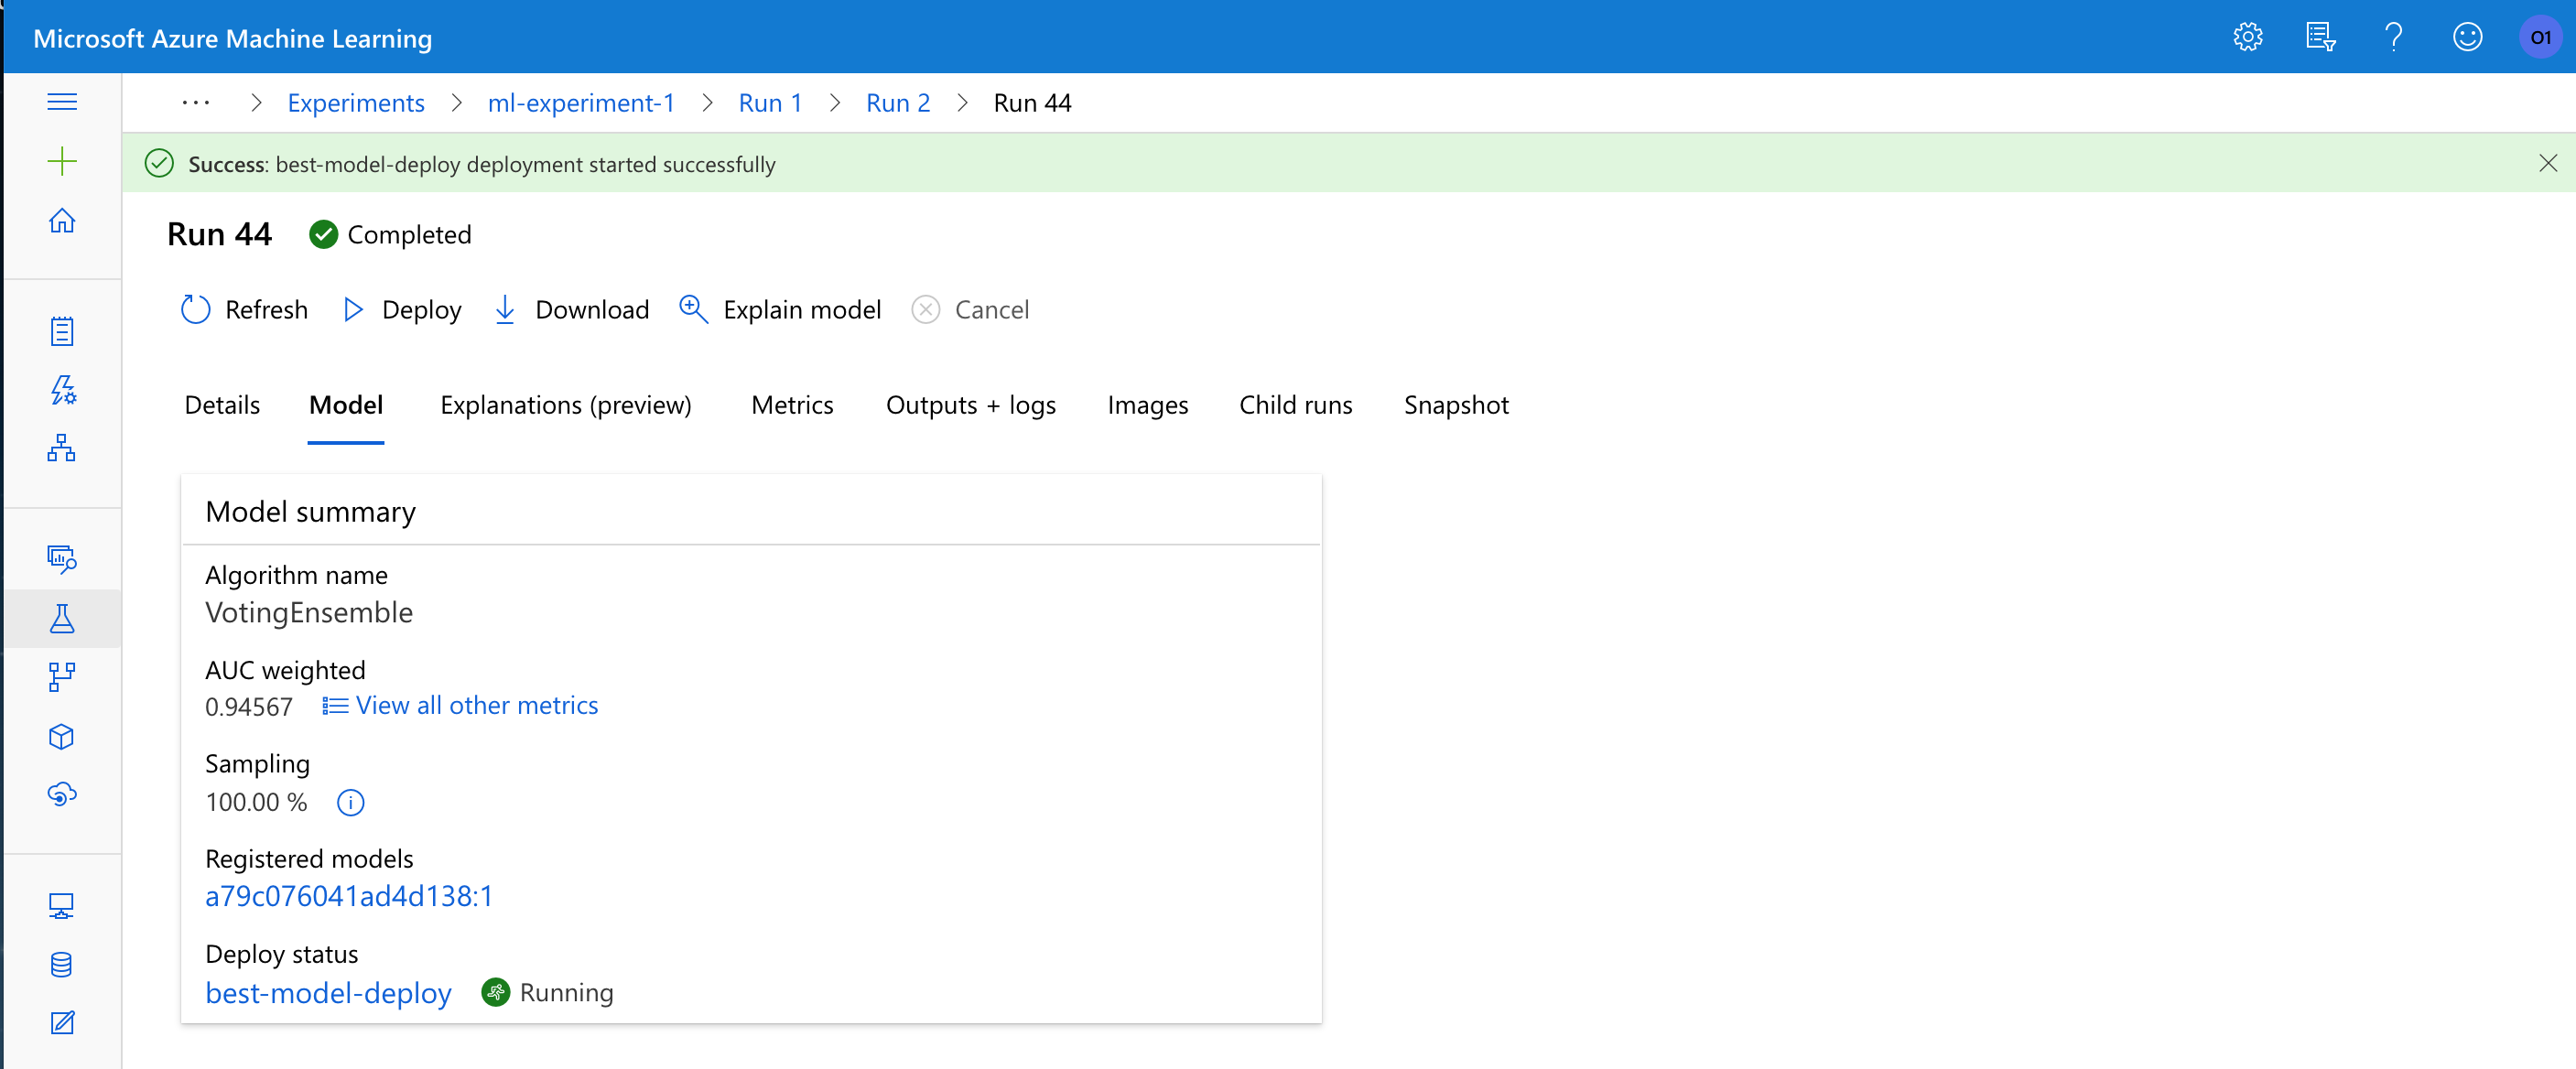 Microsoft Azure Machine Learning
O1
··· > Experiments > ml-experiment-1 > Run 1 > Run 2 > Run 44
Success: best-model-deploy deployment started successfully
Run 44 Completed
Refresh Deploy Download Explain model Cancel
Details Model Explanations (preview) Metrics Outputs + logs Images Child runs Snapshot
Model summary
Algorithm name
VotingEnsemble
AUC weighted
0.94567 View all other metrics
Sampling
100.00 %
Registered models
a79c076041ad4d138:1
Deploy status
best-model-deploy Running